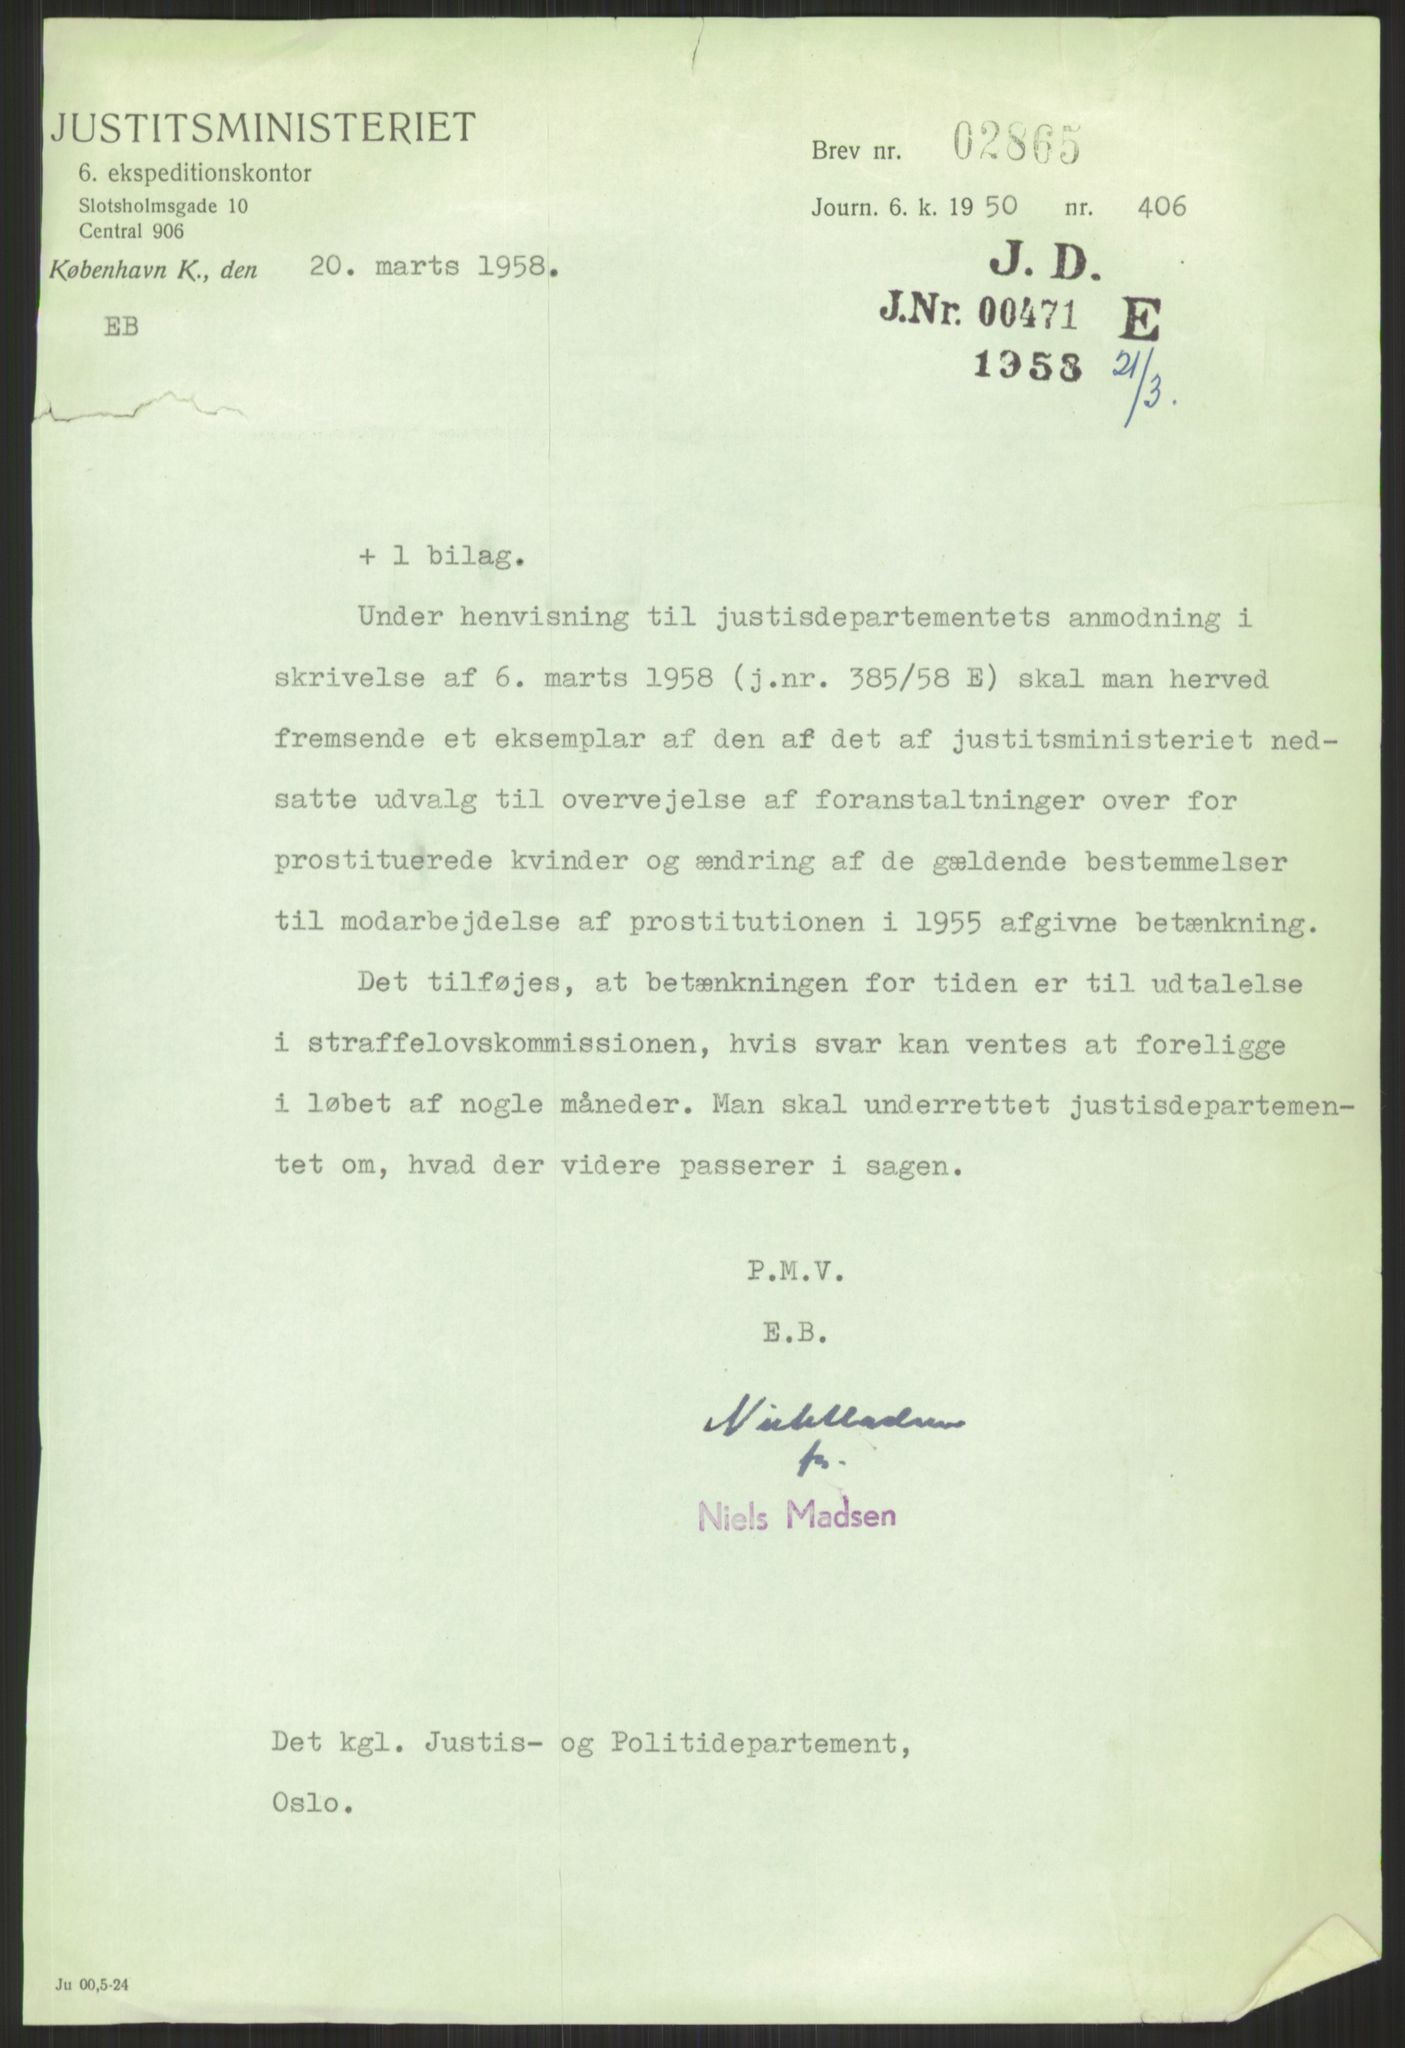 JUSTITSMINISTERIET
6. ekspeditionskontor
Slotsholmsgade 10
Central 906
København K., den 20. marts 1958.
EB
Brev nr. 02865
Journ. 6. k. 19 50 nr. 406
J. D.
J.Nr. 00471 E
1958 21/3.
+ 1 bilag.
Under henvisning til justisdepartementets anmodning i
skrivelse af 6. marts 1958 (j.nr. 385/58 E) skal man herved
fremsende et eksemplar af den af det af justitsministeriet ned-
satte udvalg til overvejelse af foranstaltninger over for
prostituerede kvinder og ændring af de gældende bestemmelser
til modarbejdelse af prostitutionen i 1955 afgivne betænkning.
Det tilføjes, at betænkningen for tiden er til udtalelse
i straffelovskommissionen, hvis svar kan ventes at foreligge
i løbet af nogle måneder. Man skal underrettet justisdepartemen-
tet om, hvad der videre passerer i sagen.
P.M.V.
E.B.
Niels Madsen
Niels Madsen
Det kgl. Justis- og Politidepartement,
Oslo.
Ju 00,5-24